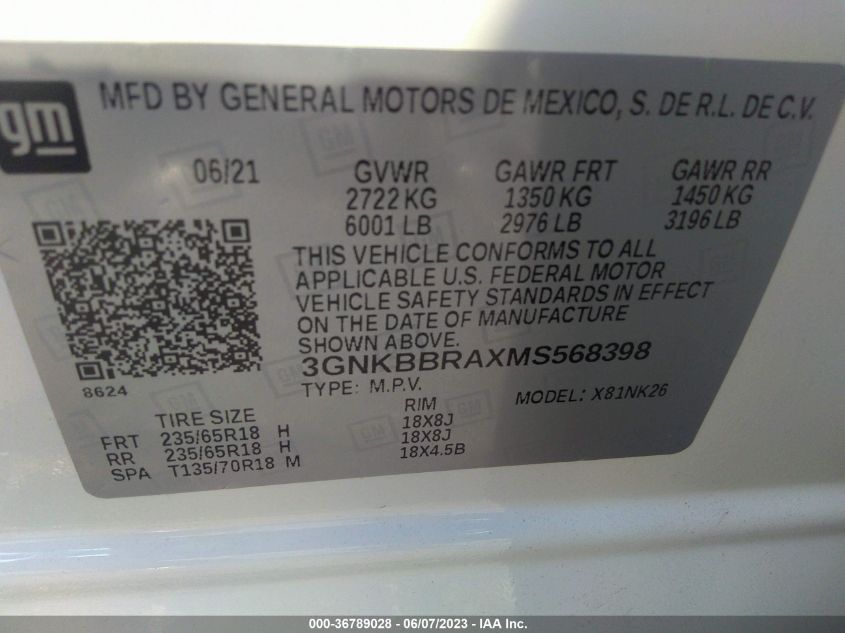 gm
MFD BY GENERAL MOTORS DE MEXICO, S. DE R.L. DE C.V.
06/21 GVWR GAWR FRT GAWR RR
2722 KG 1350 KG 1450 KG
6001 LB 2976 LB 3196 LB
THIS VEHICLE CONFORMS TO ALL
APPLICABLE U.S. FEDERAL MOTOR
VEHICLE SAFETY STANDARDS IN EFFECT
ON THE DATE OF MANUFACTURE
SHOWN ABOVE.
3GNKBBRAXMS568398
8624
TYPE: M.P.V. MODEL: X81NK26
TIRE SIZE RIM
FRT 235/65R18 H 18X8J
RR 235/65R18 H 18X8J
SPA T135/70R18 M 18X4.5B
000-36789028 - 06/07/2023 - IAA Inc.